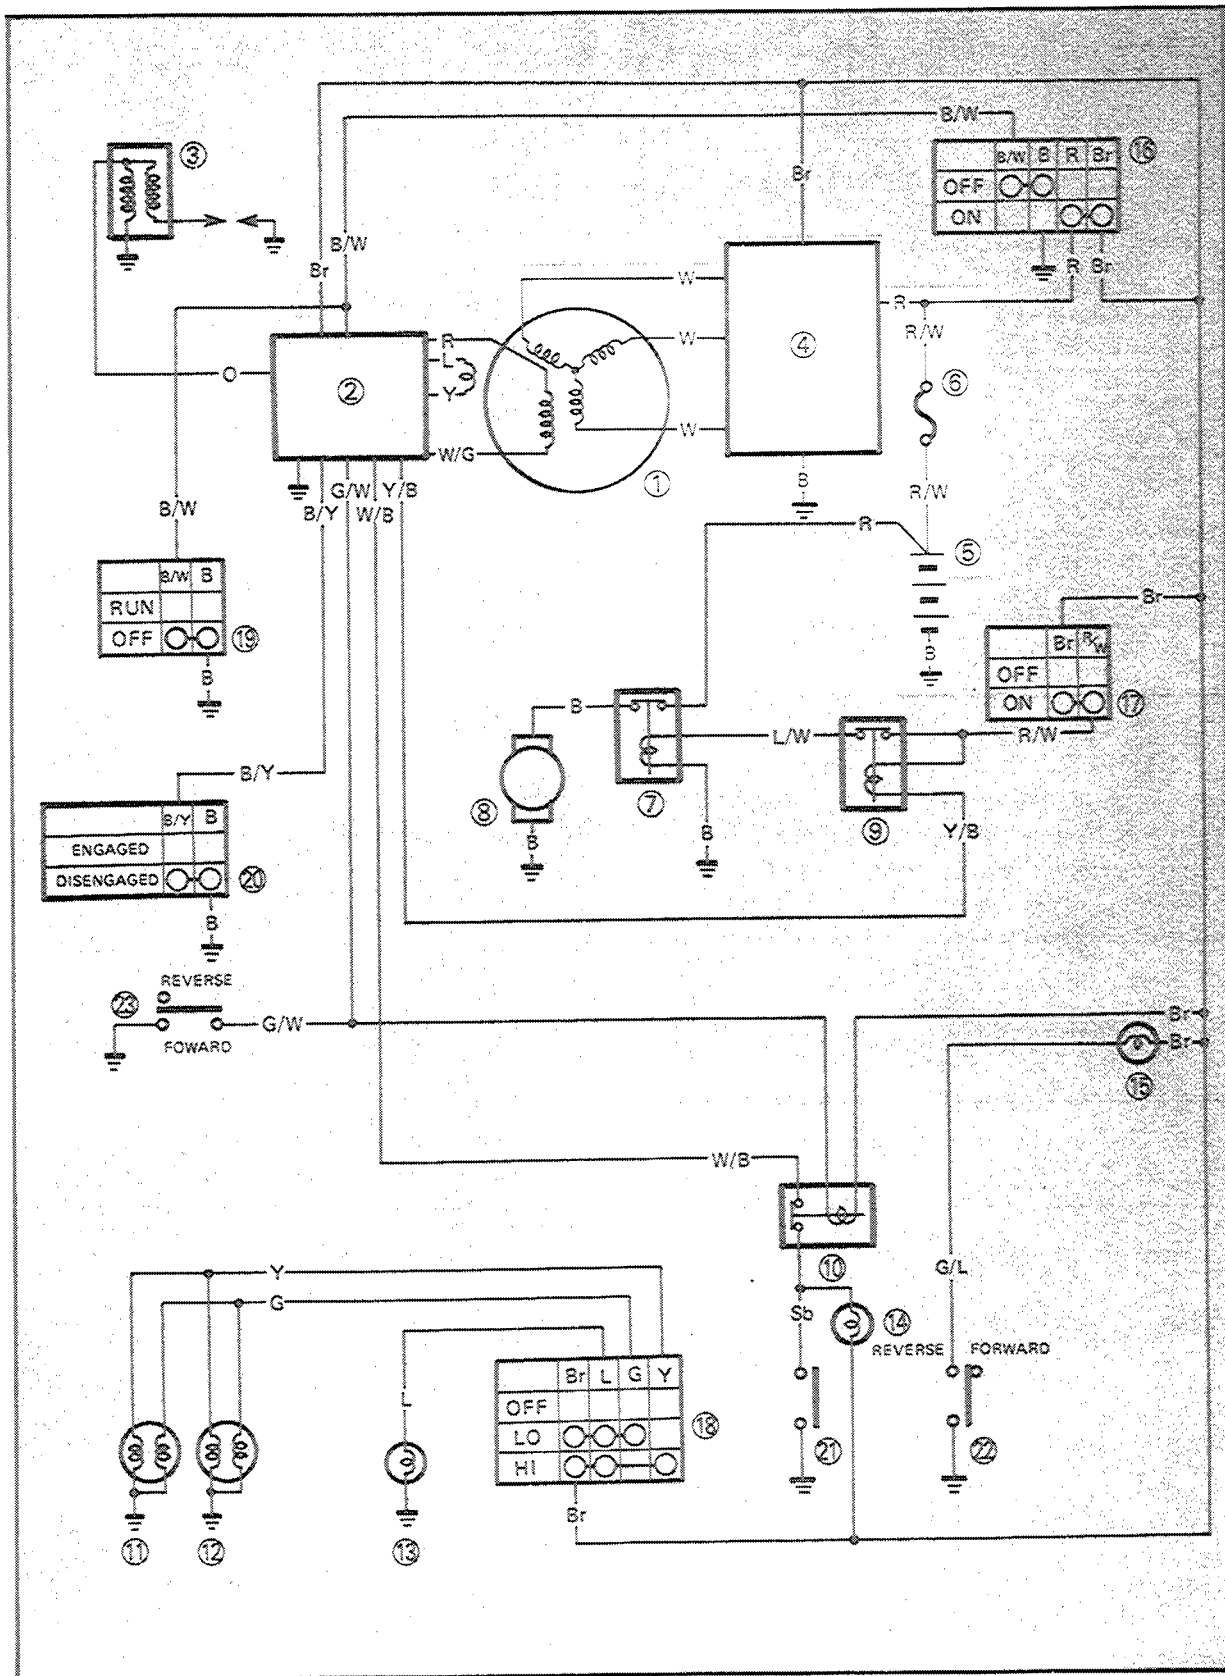 B/W
③
B/W B R Br ⑯
OFF
ON
Br
B/W
Br
R Br
W
R
R/W
④
W
R
L
②
O
Y
⑥
W
W/G
①
B
R/W
B/Y G/W W/B Y/B
B/W
R
⑤
B/W B
RUN
OFF ⑲
B
Br
B
Br R/W
OFF
ON ⑰
B
L/W
R/W
B/Y
⑧
⑦
⑨
B
B
Y/B
B/Y B
ENGAGED
DISENGAGED ⑳
B
REVERSE
㉓
G/W
FOWARD
Br
Br
⑮
W/B
⑩
G/L
Y
G
Sb
⑭
REVERSE FORWARD
L
Br L G Y
OFF
LO
HI
⑱
㉑
㉒
Br
⑪ ⑫ ⑬